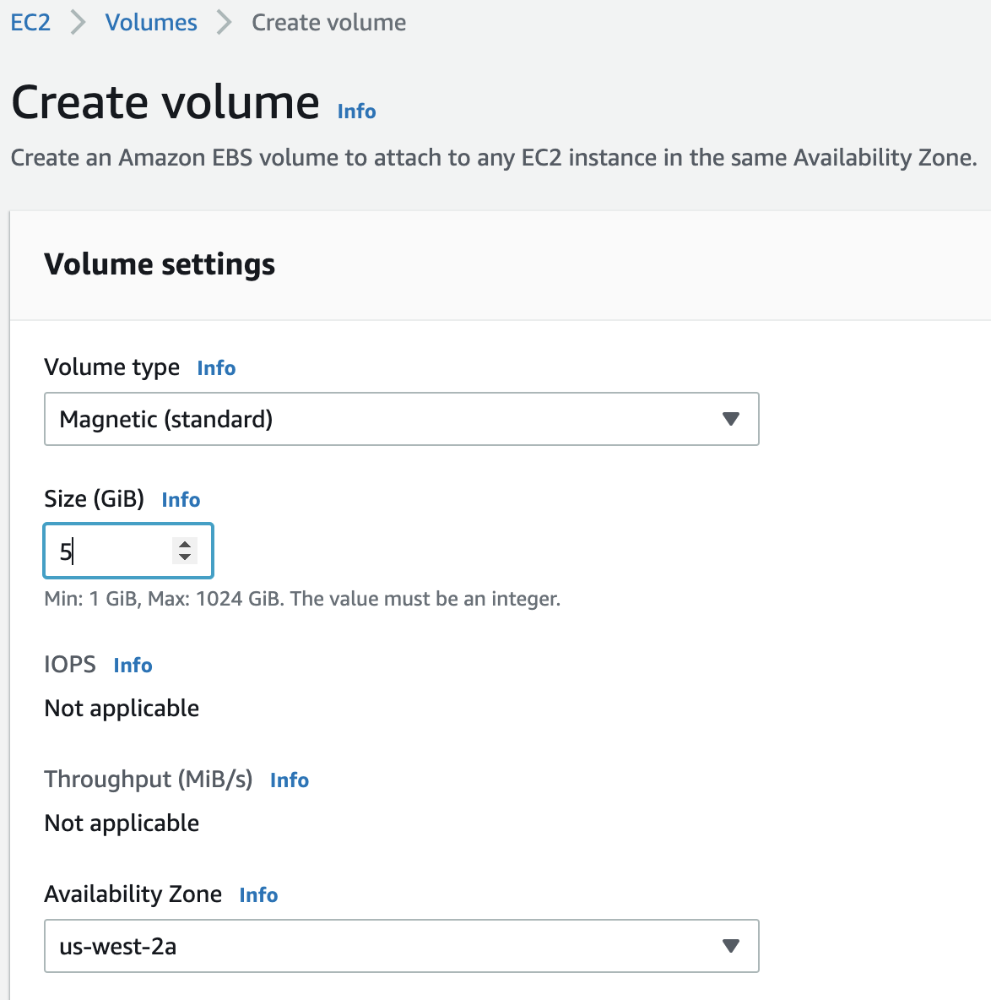 EC2 > Volumes > Create volume
Create volume Info
Create an Amazon EBS volume to attach to any EC2 instance in the same Availability Zone.
Volume settings
Volume type Info
Magnetic (standard)
Size (GiB) Info
5
Min: 1 GiB, Max: 1024 GiB. The value must be an integer.
IOPS Info
Not applicable
Throughput (MiB/s) Info
Not applicable
Availability Zone Info
us-west-2a